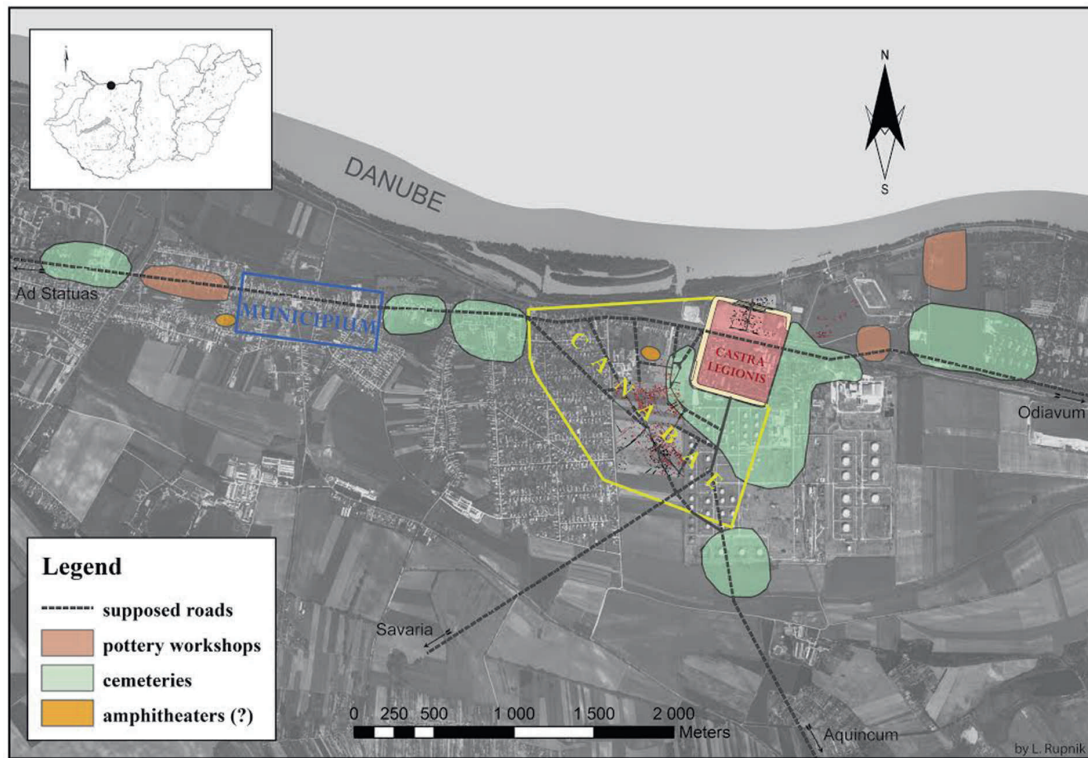 N
S
DANUBE
Ad Statuas
MUNICIPIUM
CANABAE
CASTRA
LEGIONIS
Odiavum
Savaria
Aquincum
Legend
supposed roads
pottery workshops
cemeteries
amphitheaters (?)
0 250 500 1 000 1 500 2 000
Meters
by L. Rupnik